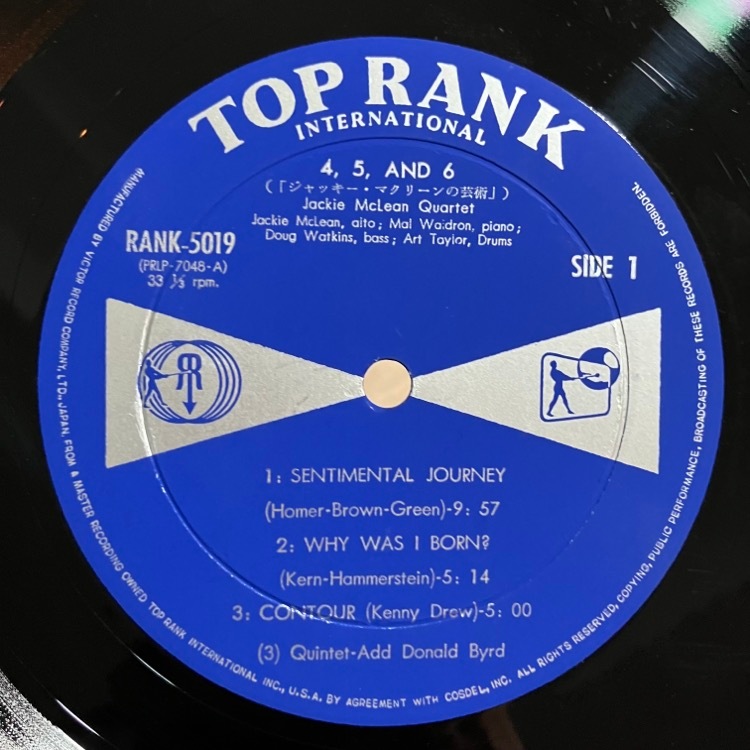 TOP RANK
INTERNATIONAL
4, 5, AND 6
(「ジャッキー・マクリーンの芸術」)
Jackie McLean Quartet
Jackie McLean, alto; Mal Waldron, piano;
Doug Watkins, bass; Art Taylor, Drums
RANK-5019
(PRLP-7048-A)
33 ⅓ rpm.
SIDE 1
R R
1: SENTIMENTAL JOURNEY
(Homer-Brown-Green)-9: 57
2: WHY WAS I BORN?
(Kern-Hammerstein)-5: 14
3: CONTOUR (Kenny Drew)-5: 00
(3) Quintet-Add Donald Byrd
MANUFACTURED BY VICTOR RECORD COMPANY, LTD., JAPAN, FROM A MASTER RECORDING OWNED TOP RANK INTERNATIONAL INC., U.S.A. BY AGREEMENT WITH COSDEL, INC. ALL RIGHTS RESERVED, COPYING, PUBLIC PERFORMANCE, BROADCASTING OF THESE RECORDS ARE FORBIDDEN.